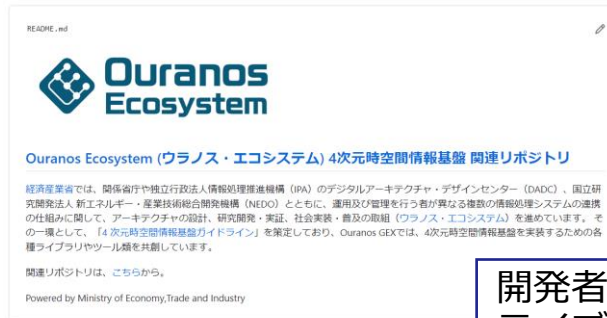 README.md
Ouranos
Ecosystem
Ouranos Ecosystem (ウラノス・エコシステム) 4次元時空間情報基盤 関連リポジトリ
経済産業省では、関係省庁や独立行政法人情報処理推進機構（IPA）のデジタルアーキテクチャ・デザインセンター（DADC）、国立研
究開発法人 新エネルギー・産業技術総合開発機構（NEDO）とともに、運用及び管理を行う者が異なる複数の情報処理システムの連携
の仕組みに関して、アーキテクチャの設計、研究開発・実証、社会実装・普及の取組（ウラノス・エコシステム）を進めています。 そ
の一環として、「4 次元時空間情報基盤ガイドライン」を策定しており、Ouranos GEXでは、4次元時空間情報基盤を実装するための各
種ライブラリやツール類を共創しています。
関連リポジトリは、こちらから。
Powered by Ministry of Economy,Trade and Industry
開発者